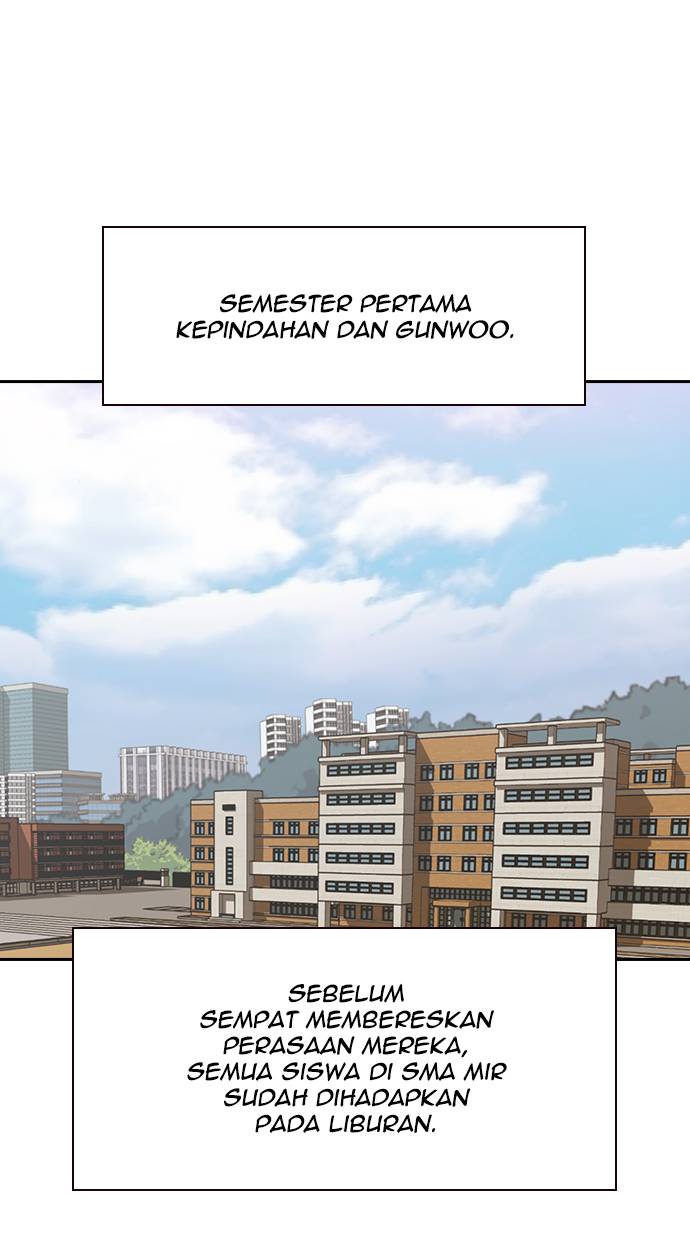 SEMESTER PERTAMA
KEPINDAHAN DAN GUNWOO.
SEBELUM
SEMPAT MEMBERESKAN
PERASAAN MEREKA,
SEMUA SISWA DI SMA MIR
SUDAH DIHADAPKAN
PADA LIBURAN.